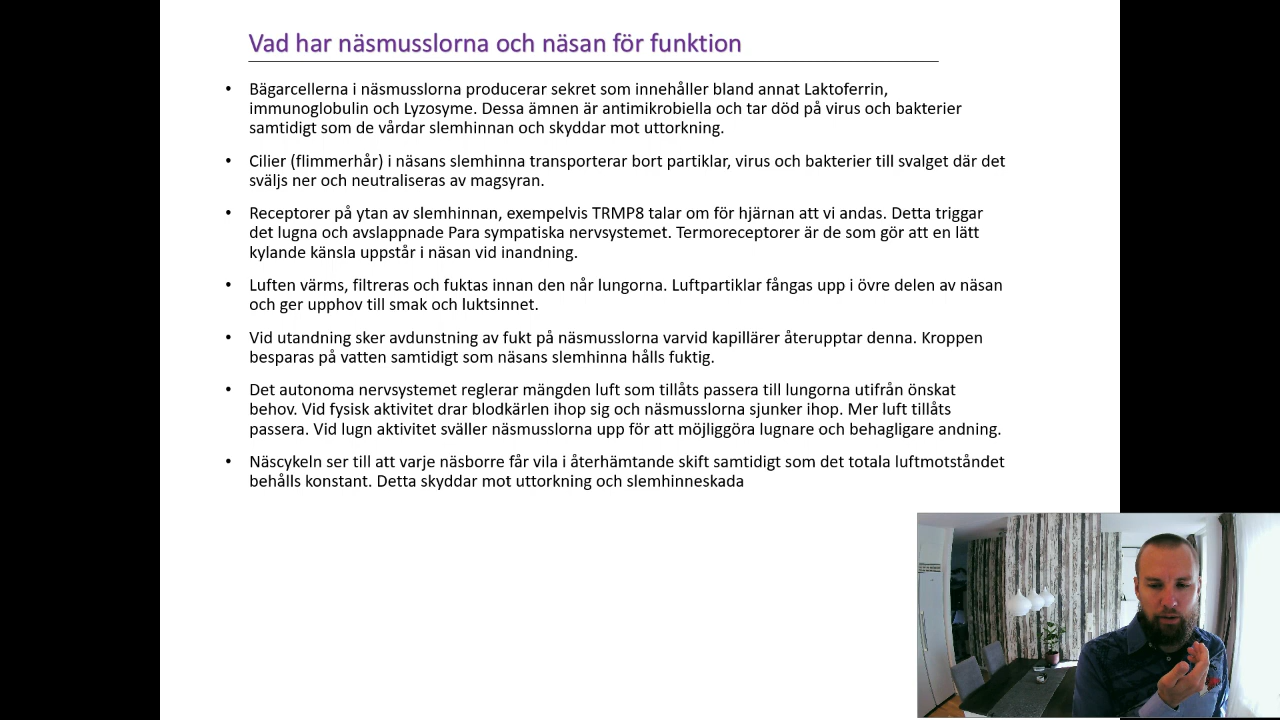 Vad har näsmusslorna och näsan för funktion
• Bägarcellerna i näsmusslorna producerar sekret som innehåller bland annat Laktoferrin,
immunoglobulin och Lyzosyme. Dessa ämnen är antimikrobiella och tar död på virus och bakterier
samtidigt som de vårdar slemhinnan och skyddar mot uttorkning.
• Cilier (flimmerhår) i näsans slemhinna transporterar bort partiklar, virus och bakterier till svalget där det
sväljs ner och neutraliseras av magsyran.
• Receptorer på ytan av slemhinnan, exempelvis TRMP8 talar om för hjärnan att vi andas. Detta triggar
det lugna och avslappnade Para sympatiska nervsystemet. Termoreceptorer är de som gör att en lätt
kylande känsla uppstår i näsan vid inandning.
• Luften värms, filtreras och fuktas innan den når lungorna. Luftpartiklar fångas upp i övre delen av näsan
och ger upphov till smak och luktsinnet.
• Vid utandning sker avdunstning av fukt på näsmusslorna varvid kapillärer återupptar denna. Kroppen
besparas på vatten samtidigt som näsans slemhinna hålls fuktig.
• Det autonoma nervsystemet reglerar mängden luft som tillåts passera till lungorna utifrån önskat
behov. Vid fysisk aktivitet drar blodkärlen ihop sig och näsmusslorna sjunker ihop. Mer luft tillåts
passera. Vid lugn aktivitet sväller näsmusslorna upp för att möjliggöra lugnare och behagligare andning.
• Näscykeln ser till att varje näsborre får vila i återhämtande skift samtidigt som det totala luftmotståndet
behålls konstant. Detta skyddar mot uttorkning och slemhinneskada